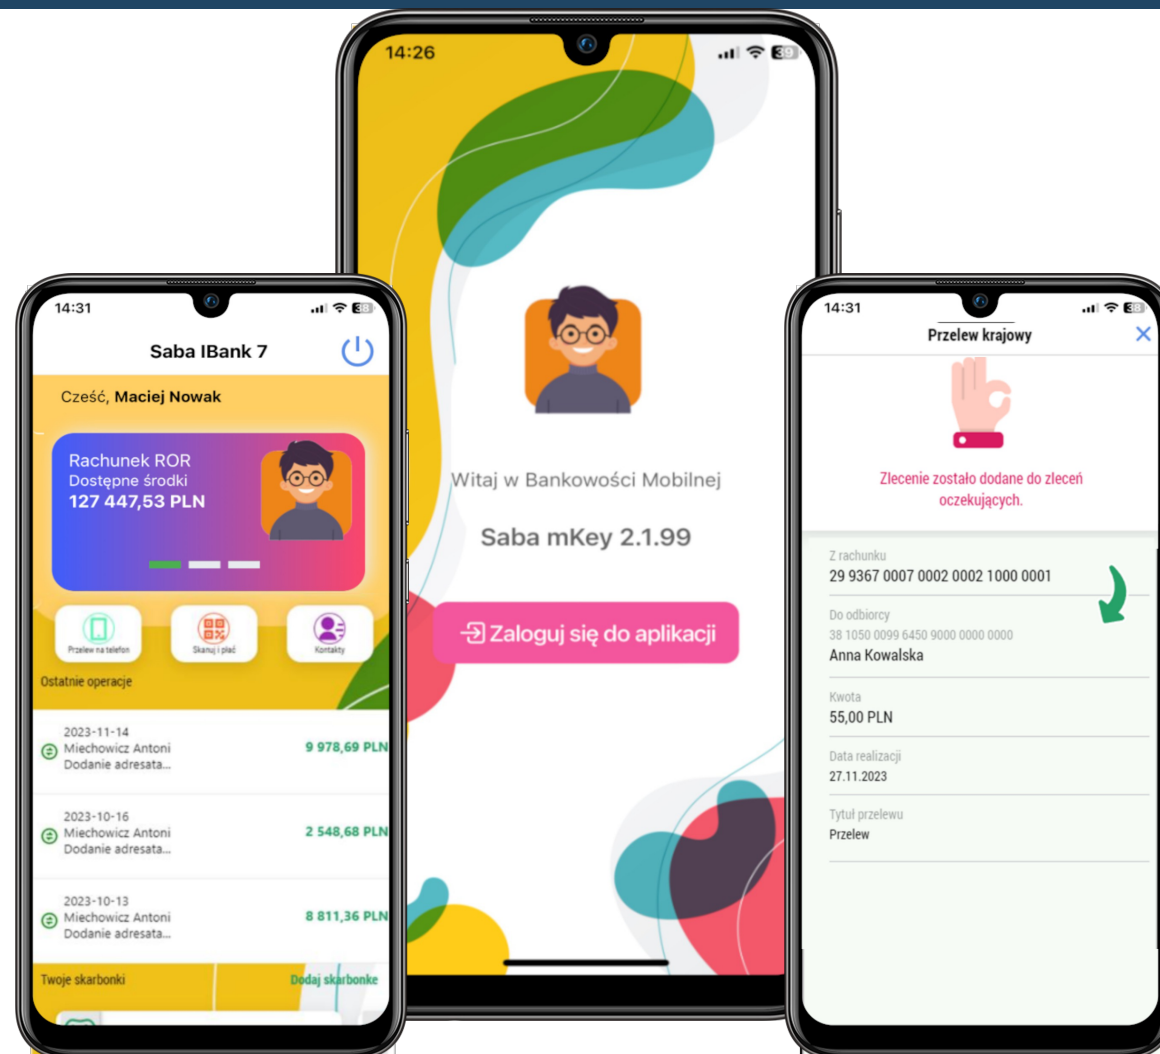 14:26
39
Witaj w Bankowości Mobilnej
Saba mKey 2.1.99
Zaloguj się do aplikacji
14:31
38
Saba IBank 7
Cześć, Maciej Nowak
Rachunek ROR
Dostępne środki
127 447,53 PLN
Przelew na telefon
Skanuj i płać
Kontakty
Ostatnie operacje
2023-11-14
Miechowicz Antoni
9 978,69 PLN
Dodanie adresata...
2023-10-16
Miechowicz Antoni
2 548,68 PLN
Dodanie adresata...
2023-10-13
Miechowicz Antoni
8 811,36 PLN
Dodanie adresata...
Twoje skarbonki
Dodaj skarbonke
14:31
38
Przelew krajowy
Zlecenie zostało dodane do zleceń
oczekujących.
Z rachunku
29 9367 0007 0002 0002 1000 0001
Do odbiorcy
38 1050 0099 6450 9000 0000 0000
Anna Kowalska
Kwota
55,00 PLN
Data realizacji
27.11.2023
Tytuł przelewu
Przelew